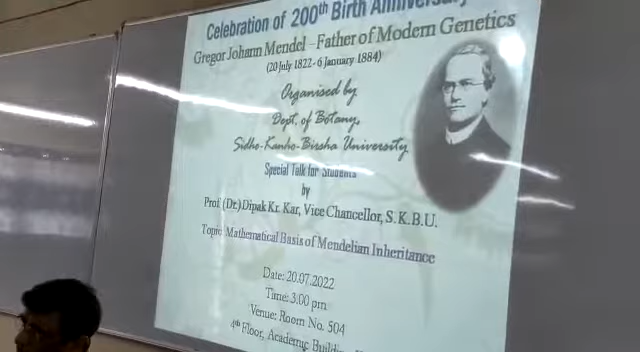 Celebration of 200th Birth Anniversary
Gregor Johann Mendel - Father of Modern Genetics
(20 July 1822 - 6 January 1884)
Organised by
Dept. of Botany,
Sidho-Kanho-Birsha University
Special Talk for Students
by
Prof. (Dr.) Dipak Kr. Kar, Vice Chancellor, S.K.B.U.
Topic: Mathematical Basis of Mendelian Inheritance
Date: 20.07.2022
Time: 3:00 pm
Venue: Room No. 504
4th Floor, Academic